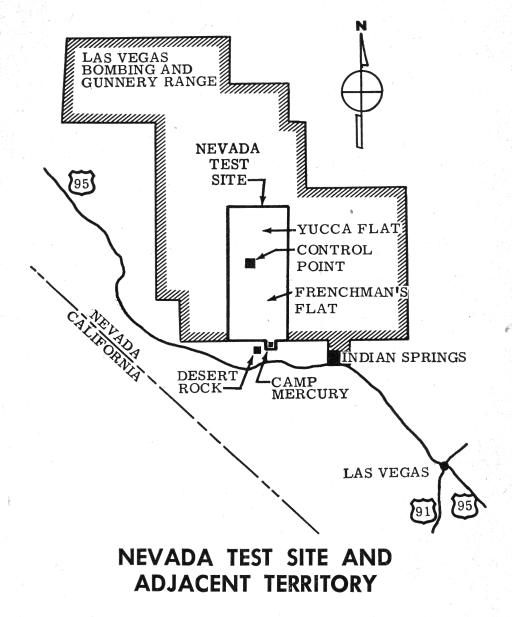 N
LAS VEGAS
BOMBING AND
GUNNERY RANGE
NEVADA
TEST
SITE
95
YUCCA FLAT
CONTROL
POINT
FRENCHMAN'S
FLAT
NEVADA
CALIFORNIA
INDIAN SPRINGS
DESERT
ROCK
CAMP
MERCURY
LAS VEGAS
91
95
NEVADA TEST SITE AND
ADJACENT TERRITORY